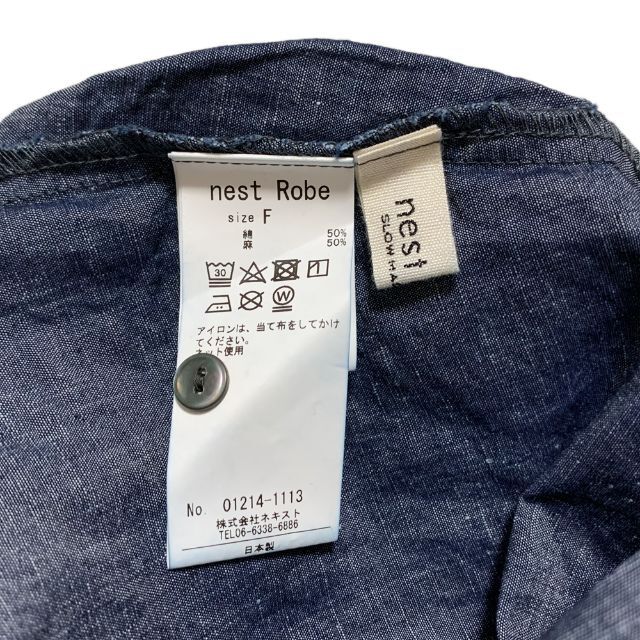 nest Robe
size F
綿 50%
麻 50%
30
1
W
アイロンは、当て布をしてかけ
てください。
ネット使用
No. 01214-1113
株式会社ネキスト
TEL06-6338-6886
日本製
nest
SLOW